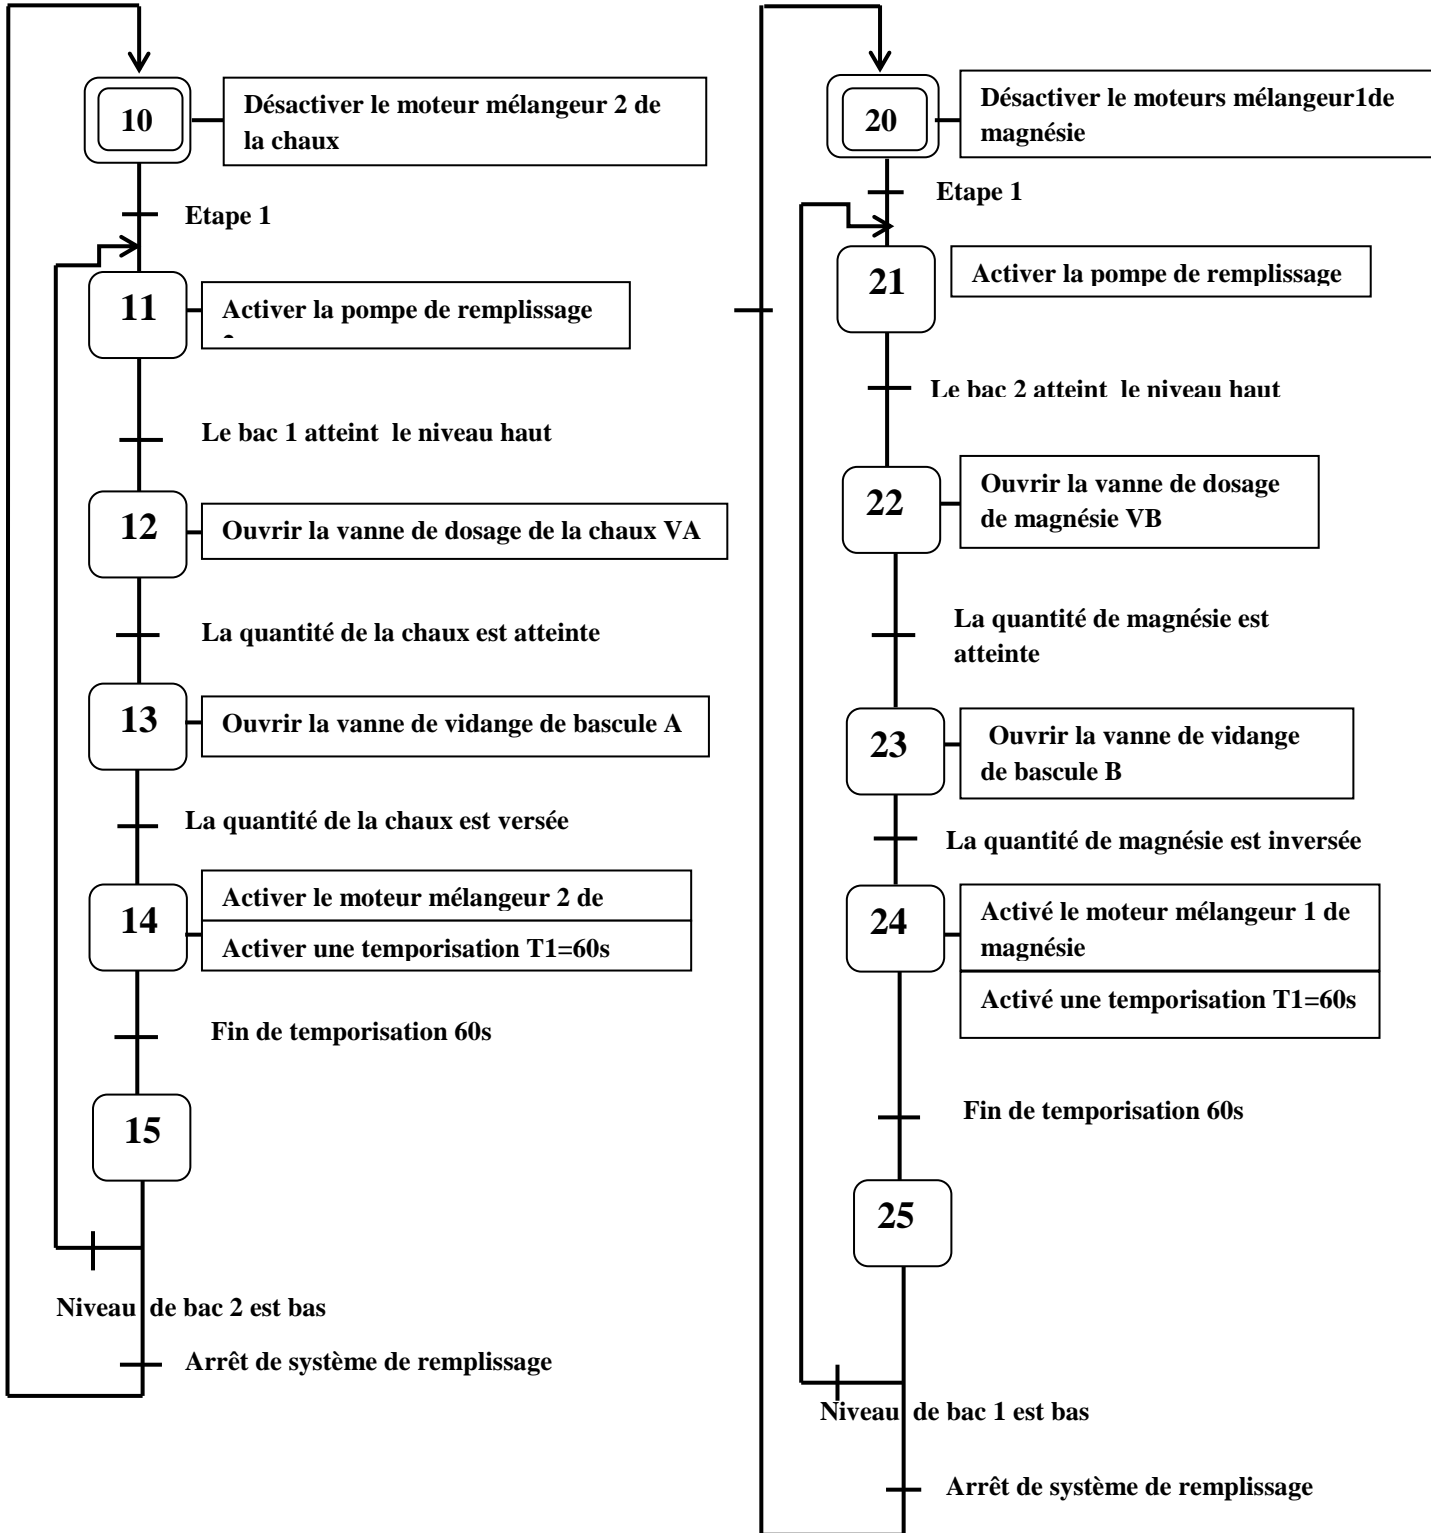 10
Désactiver le moteur mélangeur 2 de
la chaux
Etape 1
11
Activer la pompe de remplissage
Le bac 1 atteint le niveau haut
12
Ouvrir la vanne de dosage de la chaux VA
La quantité de la chaux est atteinte
13
Ouvrir la vanne de vidange de bascule A
La quantité de la chaux est versée
14
Activer le moteur mélangeur 2 de
Activer une temporisation T1=60s
Fin de temporisation 60s
15
Niveau de bac 2 est bas
Arrêt de système de remplissage
20
Désactiver le moteurs mélangeur1de
magnésie
Etape 1
21
Activer la pompe de remplissage
Le bac 2 atteint le niveau haut
22
Ouvrir la vanne de dosage
de magnésie VB
La quantité de magnésie est
atteinte
23
Ouvrir la vanne de vidange
de bascule B
La quantité de magnésie est inversée
24
Activé le moteur mélangeur 1 de
magnésie
Activé une temporisation T1=60s
Fin de temporisation 60s
25
Niveau de bac 1 est bas
Arrêt de système de remplissage